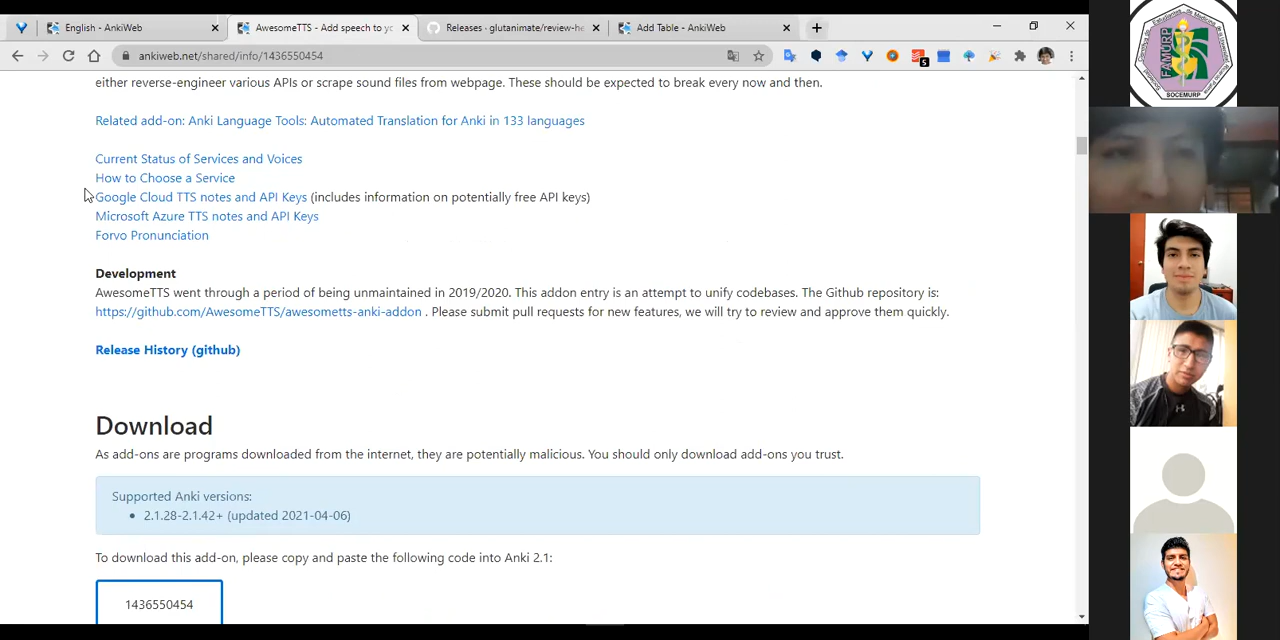 English - AnkiWeb
AwesomeTTS - Add speech to yo
Releases · glutanimate/review-he
Add Table - AnkiWeb
ankiweb.net/shared/info/1436550454
5
either reverse-engineer various APIs or scrape sound files from webpage. These should be expected to break every now and then.
Related add-on: Anki Language Tools: Automated Translation for Anki in 133 languages
Current Status of Services and Voices
How to Choose a Service
Google Cloud TTS notes and API Keys (includes information on potentially free API keys)
Microsoft Azure TTS notes and API Keys
Forvo Pronunciation
Development
AwesomeTTS went through a period of being unmaintained in 2019/2020. This addon entry is an attempt to unify codebases. The Github repository is:
https://github.com/AwesomeTTS/awesometts-anki-addon . Please submit pull requests for new features, we will try to review and approve them quickly.
Release History (github)
Download
As add-ons are programs downloaded from the internet, they are potentially malicious. You should only download add-ons you trust.
Supported Anki versions:
• 2.1.28-2.1.42+ (updated 2021-04-06)
To download this add-on, please copy and paste the following code into Anki 2.1:
1436550454
FAMURP
SOCEMURP